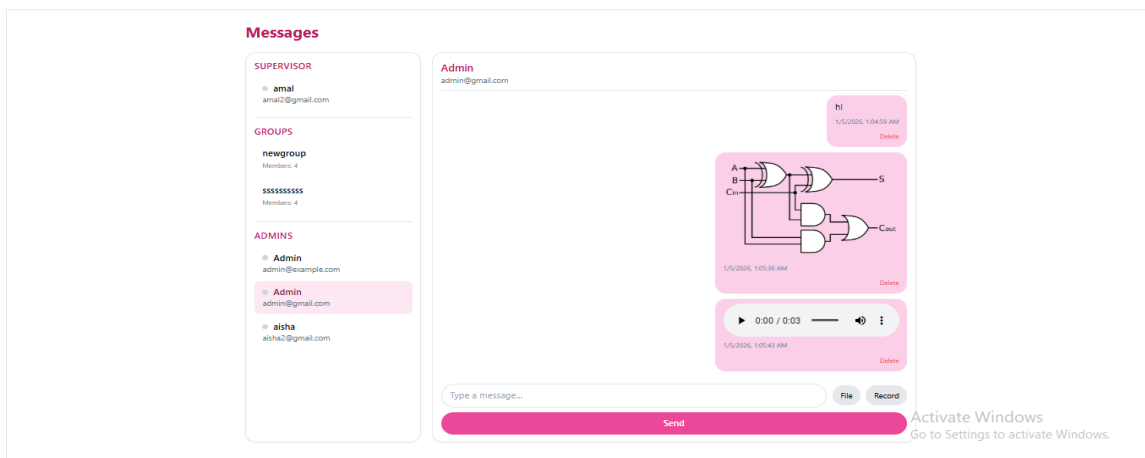 Messages
SUPERVISOR
amal
amal2@gmail.com
GROUPS
newgroup
Members: 4
ssssssssss
Members: 4
ADMINS
Admin
admin@example.com
Admin
admin@gmail.com
aisha
aisha2@gmail.com
Admin
admin@gmail.com
hi
1/5/2026, 1:04:59 AM
Delete
A
B
Cin
S
Cout
1/5/2026, 1:05:36 AM
Delete
0:00 / 0:03
1/5/2026, 1:05:43 AM
Delete
Type a message...
File
Record
Send
Activate Windows
Go to Settings to activate Windows.